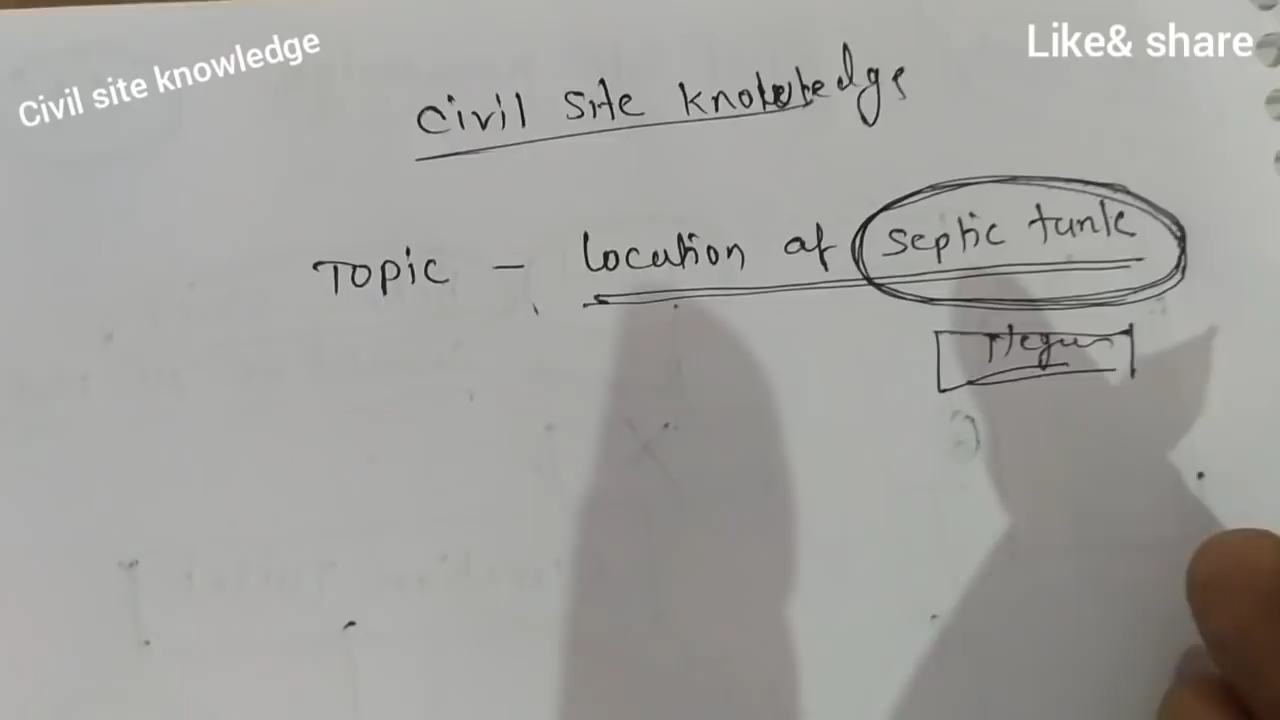 Civil site knowledge
Like& share
Civil Site Knowledge
Topic - location of septic tank